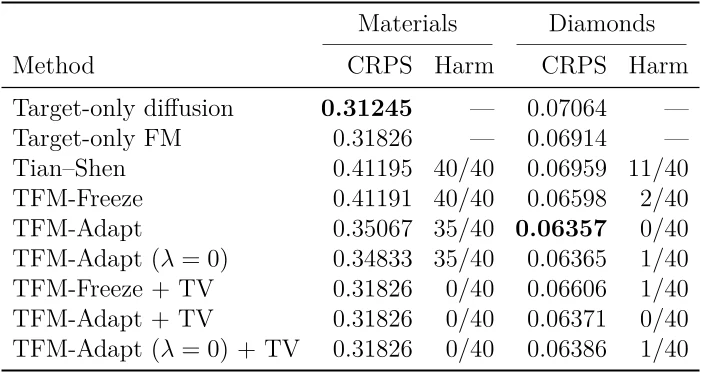 Materials Diamonds
Method CRPS Harm CRPS Harm
Target-only diffusion 0.31245 — 0.07064 —
Target-only FM 0.31826 — 0.06914 —
Tian–Shen 0.41195 40/40 0.06959 11/40
TFM-Freeze 0.41191 40/40 0.06598 2/40
TFM-Adapt 0.35067 35/40 0.06357 0/40
TFM-Adapt (λ = 0) 0.34833 35/40 0.06365 1/40
TFM-Freeze + TV 0.31826 0/40 0.06606 1/40
TFM-Adapt + TV 0.31826 0/40 0.06371 0/40
TFM-Adapt (λ = 0) + TV 0.31826 0/40 0.06386 1/40